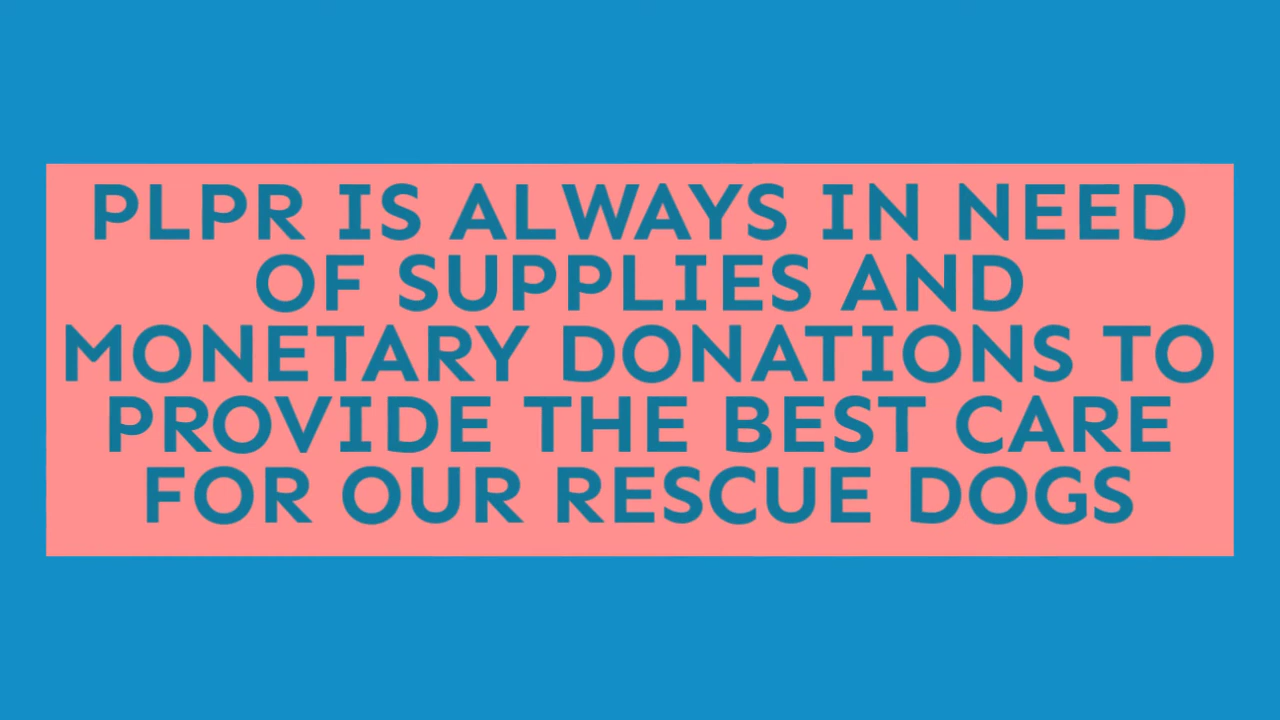 PLPR IS ALWAYS IN NEED
OF SUPPLIES AND
MONETARY DONATIONS TO
PROVIDE THE BEST CARE
FOR OUR RESCUE DOGS